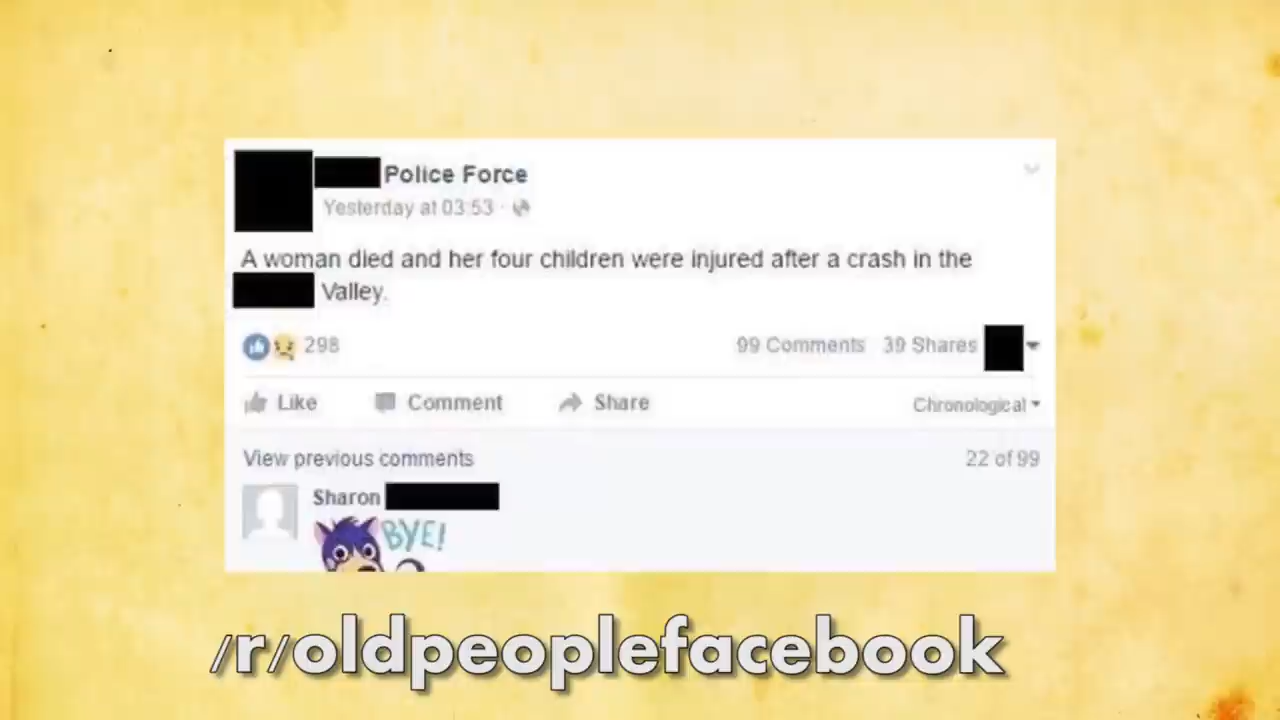 Police Force
Yesterday at 03:53 ·
A woman died and her four children were injured after a crash in the
Valley.
298 99 Comments 39 Shares
Like Comment Share Chronological
View previous comments 22 of 99
Sharon
BYE!
/r/oldpeoplefacebook